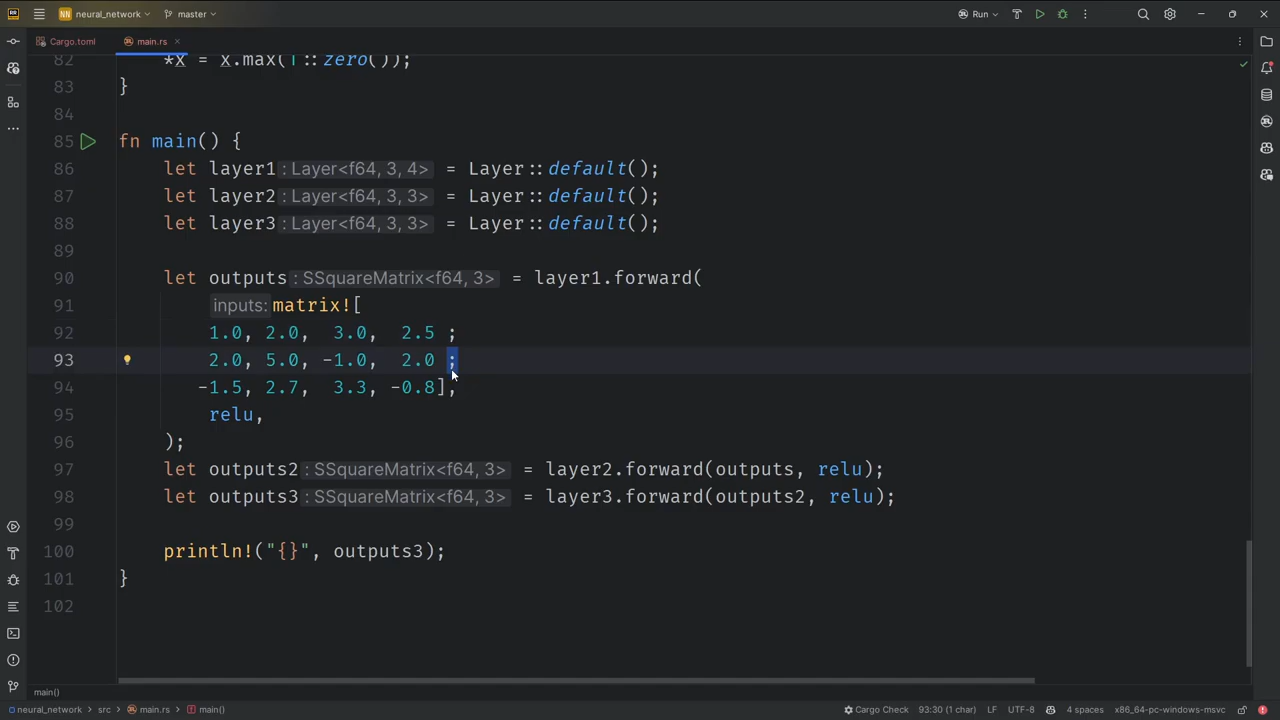 RR
NN neural_network
master
Run
Cargo.toml
main.rs
82 *x = x.max(T::zero());
83 }
84
85 fn main() {
86 let layer1: Layer<f64, 3, 4> = Layer::default();
87 let layer2: Layer<f64, 3, 3> = Layer::default();
88 let layer3: Layer<f64, 3, 3> = Layer::default();
89
90 let outputs: SSquareMatrix<f64, 3> = layer1.forward(
91 inputs: matrix![
92 1.0, 2.0, 3.0, 2.5 ;
93 2.0, 5.0, -1.0, 2.0 ;
94 -1.5, 2.7, 3.3, -0.8],
95 relu,
96 );
97 let outputs2: SSquareMatrix<f64, 3> = layer2.forward(outputs, relu);
98 let outputs3: SSquareMatrix<f64, 3> = layer3.forward(outputs2, relu);
99
100 println!("{}", outputs3);
101 }
102
main()
neural_network > src > main.rs > main()
Cargo Check 93:30 (1 char) LF UTF-8 4 spaces x86_64-pc-windows-msvc